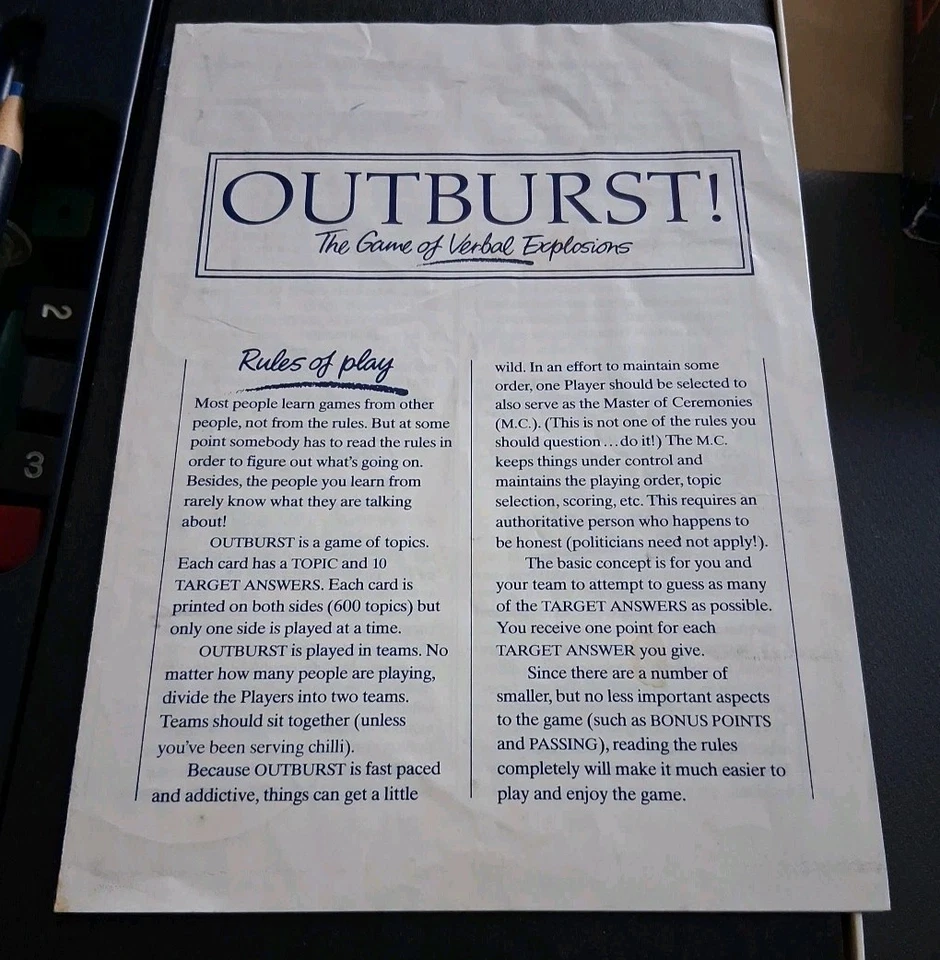 OUTBURST!
The Game of Verbal Explosions
Rules of play
Most people learn games from other
people, not from the rules. But at some
point somebody has to read the rules in
order to figure out what's going on.
Besides, the people you learn from
rarely know what they are talking
about!
OUTBURST is a game of topics.
Each card has a TOPIC and 10
TARGET ANSWERS. Each card is
printed on both sides (600 topics) but
only one side is played at a time.
OUTBURST is played in teams. No
matter how many people are playing,
divide the Players into two teams.
Teams should sit together (unless
you've been serving chilli).
Because OUTBURST is fast paced
and addictive, things can get a little
wild. In an effort to maintain some
order, one Player should be selected to
also serve as the Master of Ceremonies
(M.C.). (This is not one of the rules you
should question...do it!) The M.C.
keeps things under control and
maintains the playing order, topic
selection, scoring, etc. This requires an
authoritative person who happens to
be honest (politicians need not apply!).
The basic concept is for you and
your team to attempt to guess as many
of the TARGET ANSWERS as possible.
You receive one point for each
TARGET ANSWER you give.
Since there are a number of
smaller, but no less important aspects
to the game (such as BONUS POINTS
and PASSING), reading the rules
completely will make it much easier to
play and enjoy the game.
2
3